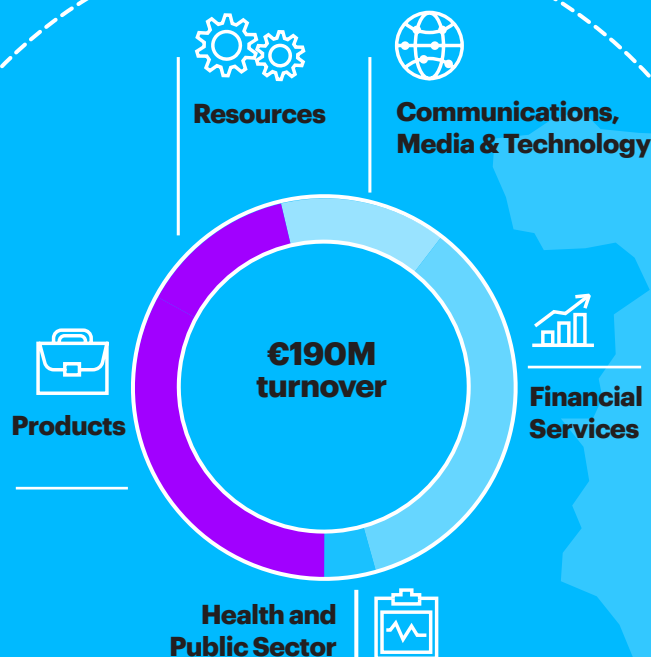 Resources
Communications,
Media & Technology
€190M
turnover
Products
Financial
Services
Health and
Public Sector